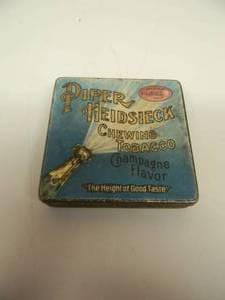 PIPER
HEIDSIECK
CHEWING
TOBACCO
Champagne
Flavor
"The Height of Good Taste"